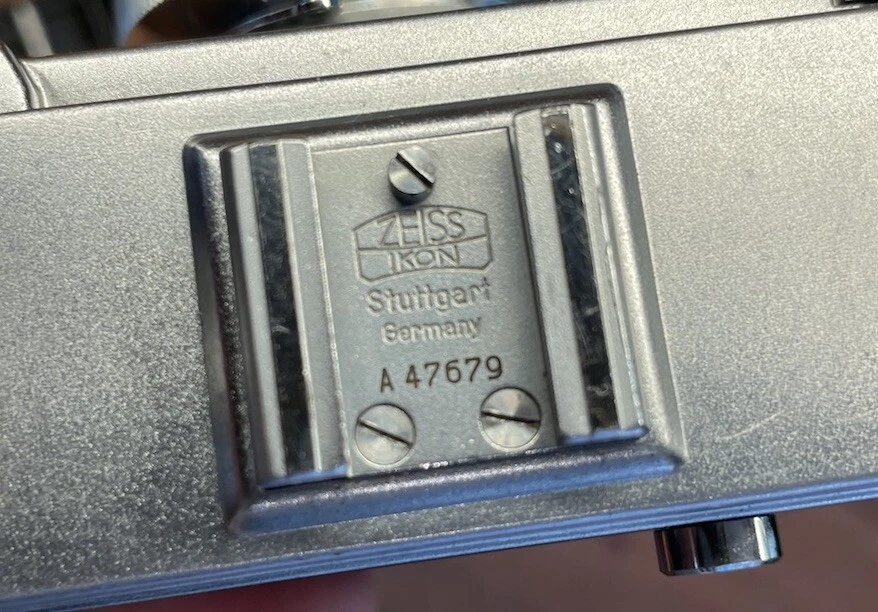 ZEISS
IKON
Stuttgart
Germany
A 47679